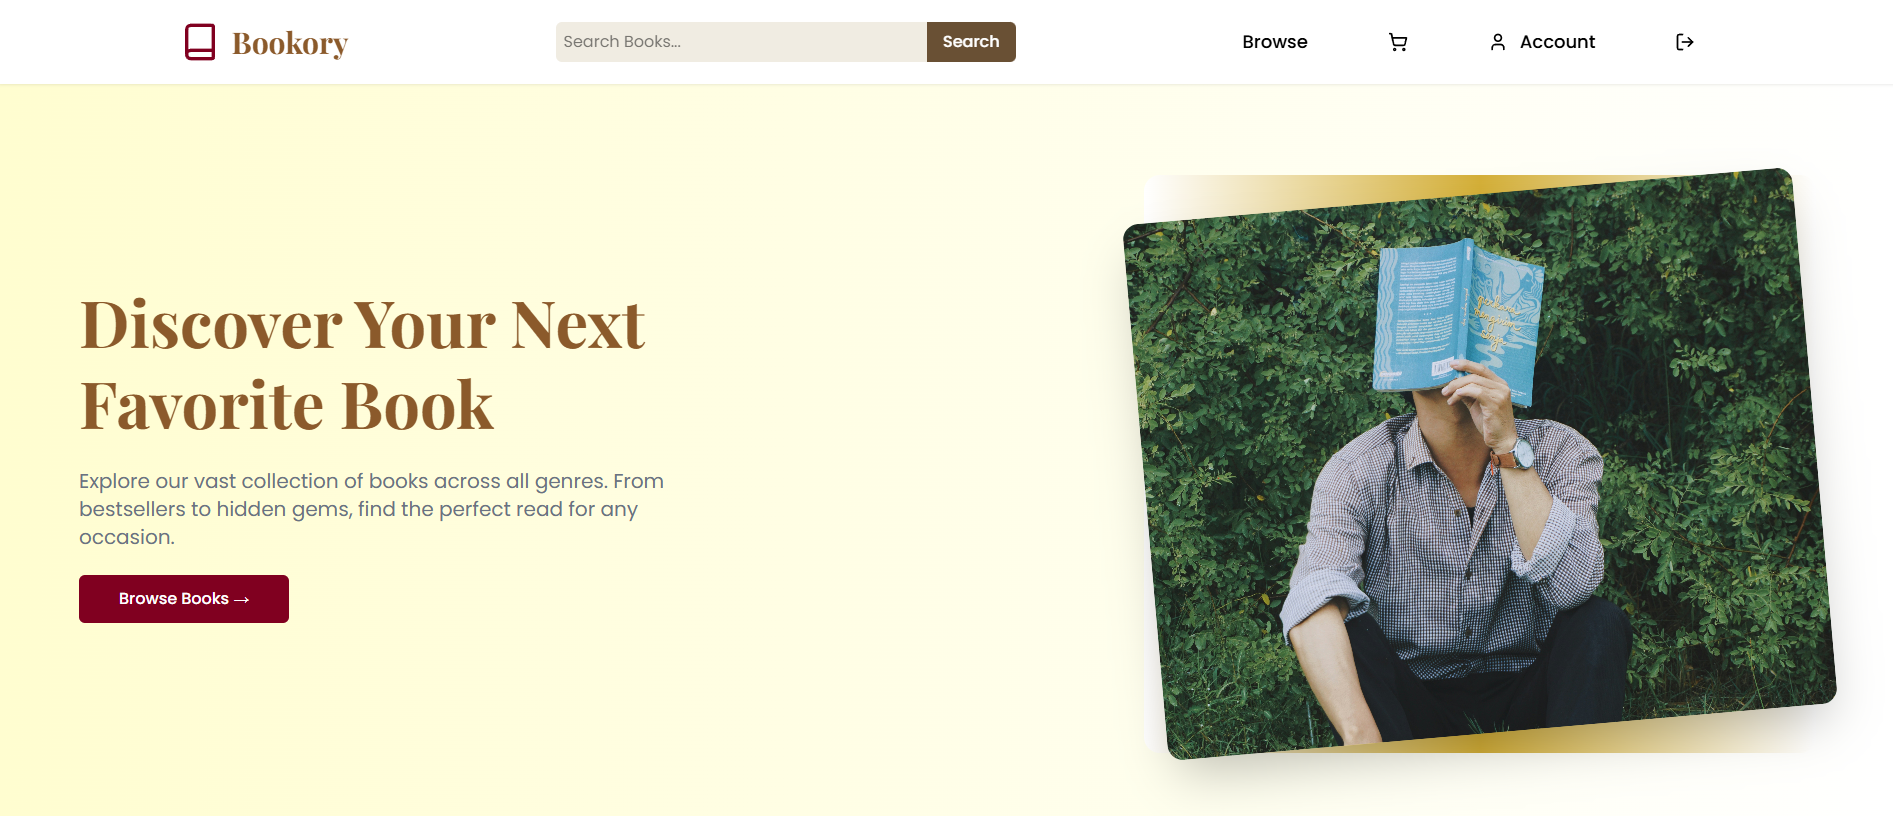 Bookory
Search Books...
Search
Browse
Account
Discover Your Next
Favorite Book
Explore our vast collection of books across all genres. From
bestsellers to hidden gems, find the perfect read for any
occasion.
Browse Books →